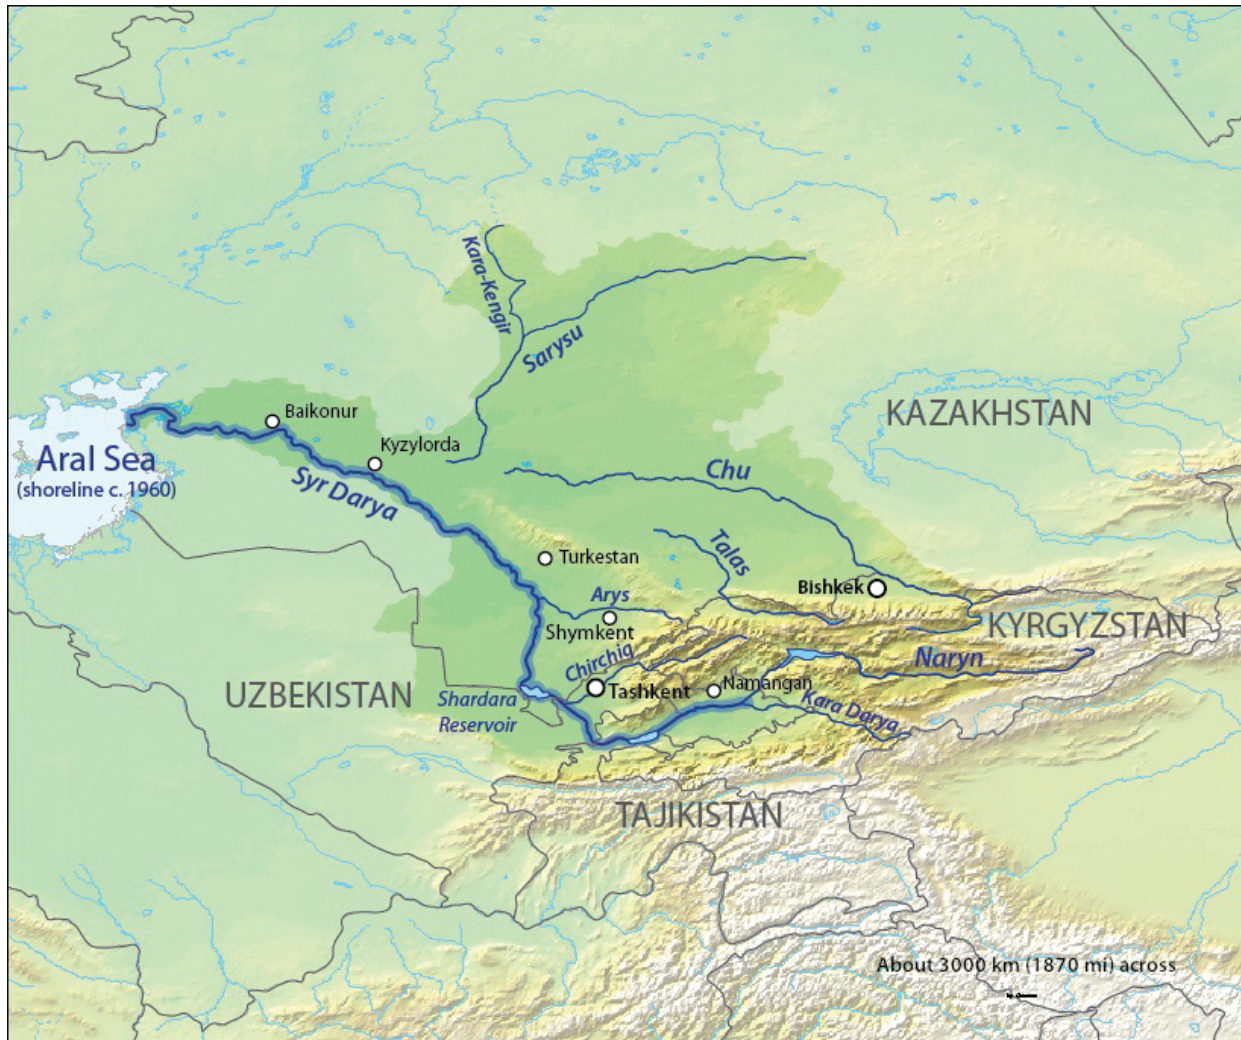 Kara-Kengir
Sarysu
KAZAKHSTAN
Baikonur
Kyzylorda
Aral Sea
(shoreline c. 1960)
Syr Darya
Chu
Turkestan
Talas
Bishkek
Arys
Shymkent
KYRGYZSTAN
Chirchiq
Naryn
UZBEKISTAN
Tashkent
Namangan
Shardara
Reservoir
Kara Darya
TAJIKISTAN
About 3000 km (1870 mi) across